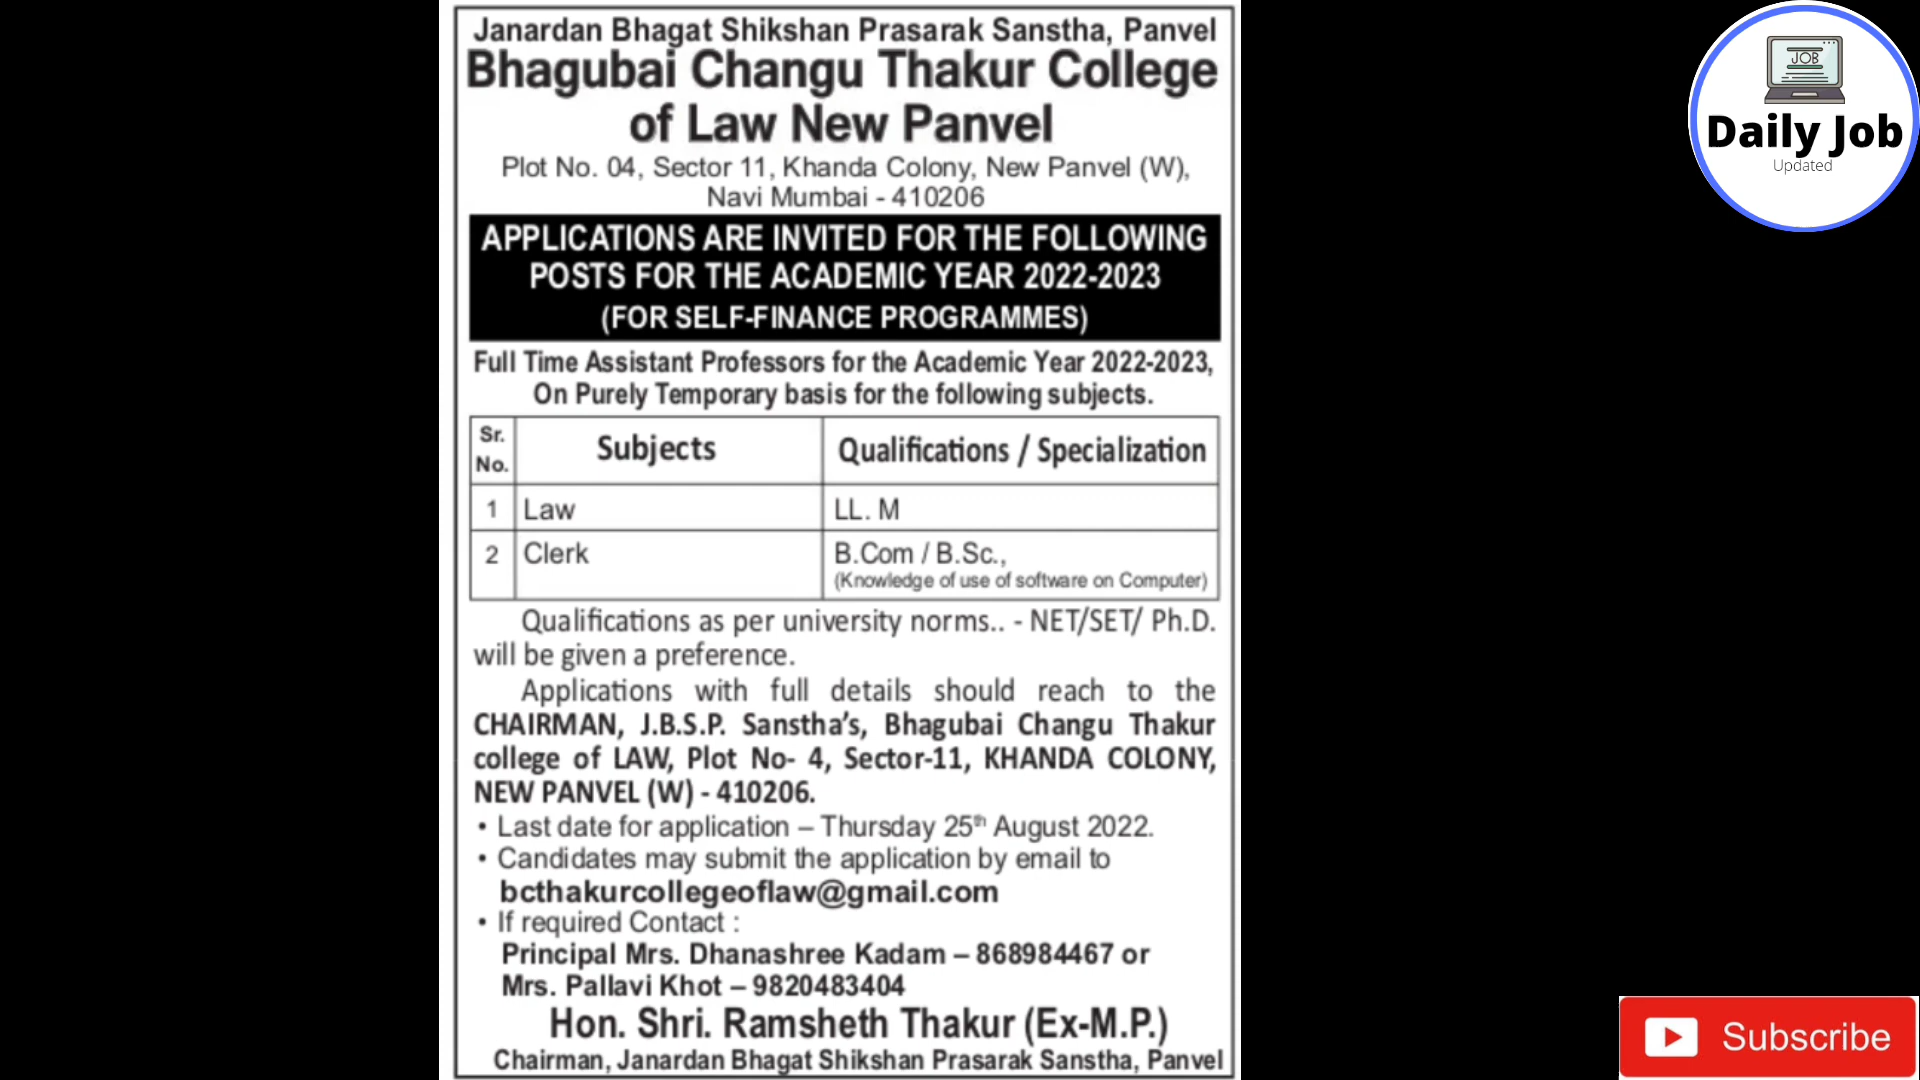 Janardan Bhagat Shikshan Prasarak Sanstha, Panvel
Bhagubai Changu Thakur College
of Law New Panvel
Plot No. 04, Sector 11, Khanda Colony, New Panvel (W),
Navi Mumbai - 410206
APPLICATIONS ARE INVITED FOR THE FOLLOWING
POSTS FOR THE ACADEMIC YEAR 2022-2023
(FOR SELF-FINANCE PROGRAMMES)
Full Time Assistant Professors for the Academic Year 2022-2023,
On Purely Temporary basis for the following subjects.
Sr. No. Subjects Qualifications / Specialization
1 Law LL. M
2 Clerk B.Com / B.Sc.,
(Knowledge of use of software on Computer)
Qualifications as per university norms.. - NET/SET/ Ph.D.
will be given a preference.
Applications with full details should reach to the
CHAIRMAN, J.B.S.P. Sanstha’s, Bhagubai Changu Thakur
college of LAW, Plot No- 4, Sector-11, KHANDA COLONY,
NEW PANVEL (W) - 410206.
• Last date for application – Thursday 25th August 2022.
• Candidates may submit the application by email to
bcthakurcollegeoflaw@gmail.com
• If required Contact :
Principal Mrs. Dhanashree Kadam – 868984467 or
Mrs. Pallavi Khot – 9820483404
Hon. Shri. Ramsheth Thakur (Ex-M.P.)
Chairman, Janardan Bhagat Shikshan Prasarak Sanstha, Panvel
JOB
Daily Job
Updated
Subscribe